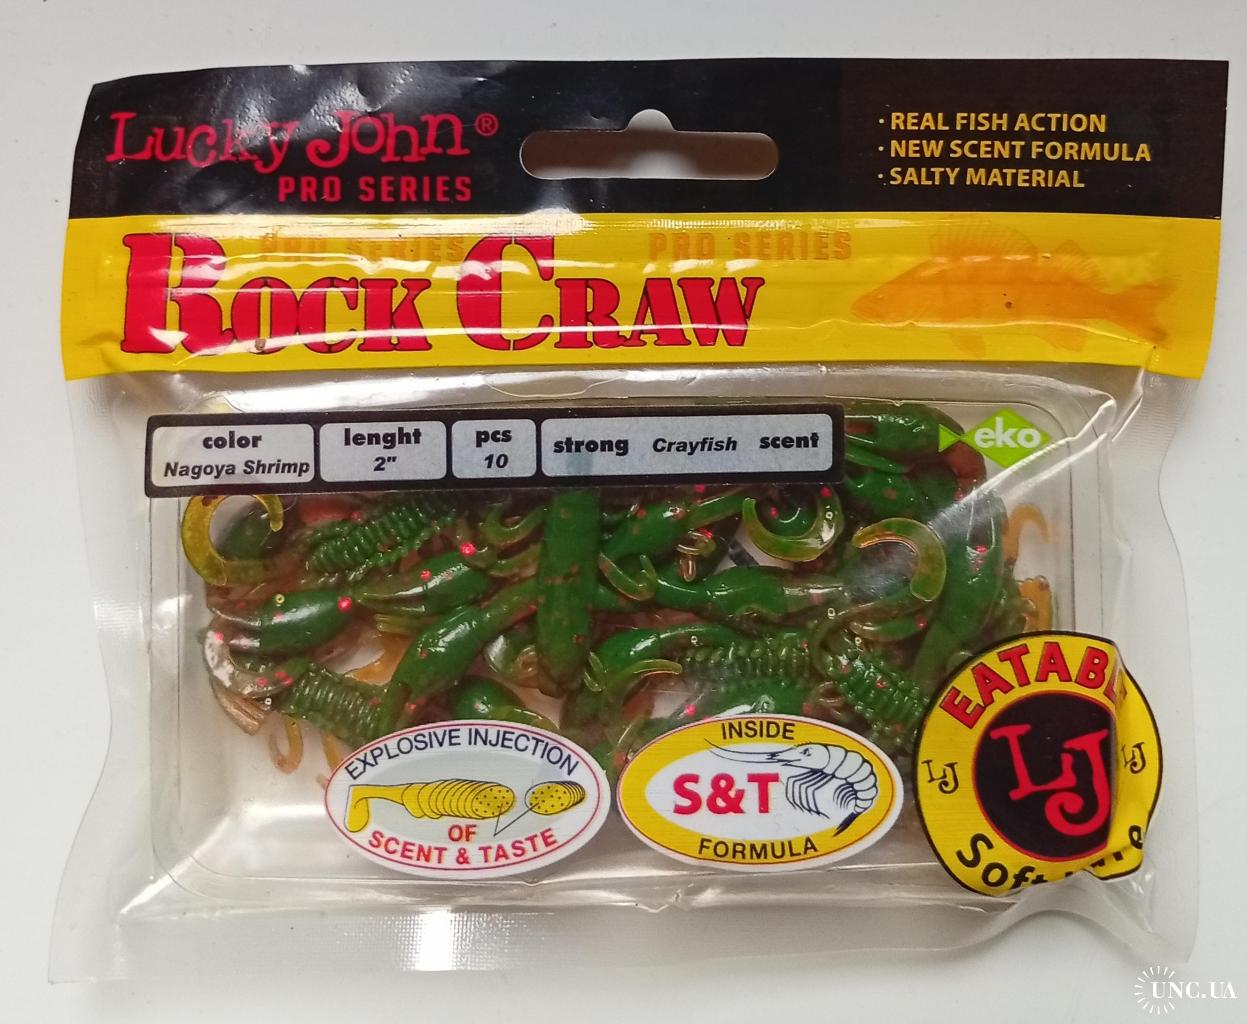 Lucky John®
PRO SERIES
· REAL FISH ACTION
· NEW SCENT FORMULA
· SALTY MATERIAL
PRO SERIES PRO SERIES
ROCK CRAW
color
Nagoya Shrimp
lenght
2"
pcs
10
strong Crayfish scent
eko
EXPLOSIVE INJECTION
OF
SCENT & TASTE
INSIDE
S&T
FORMULA
LJ
LJ
LJ
Soft
UNC.UA